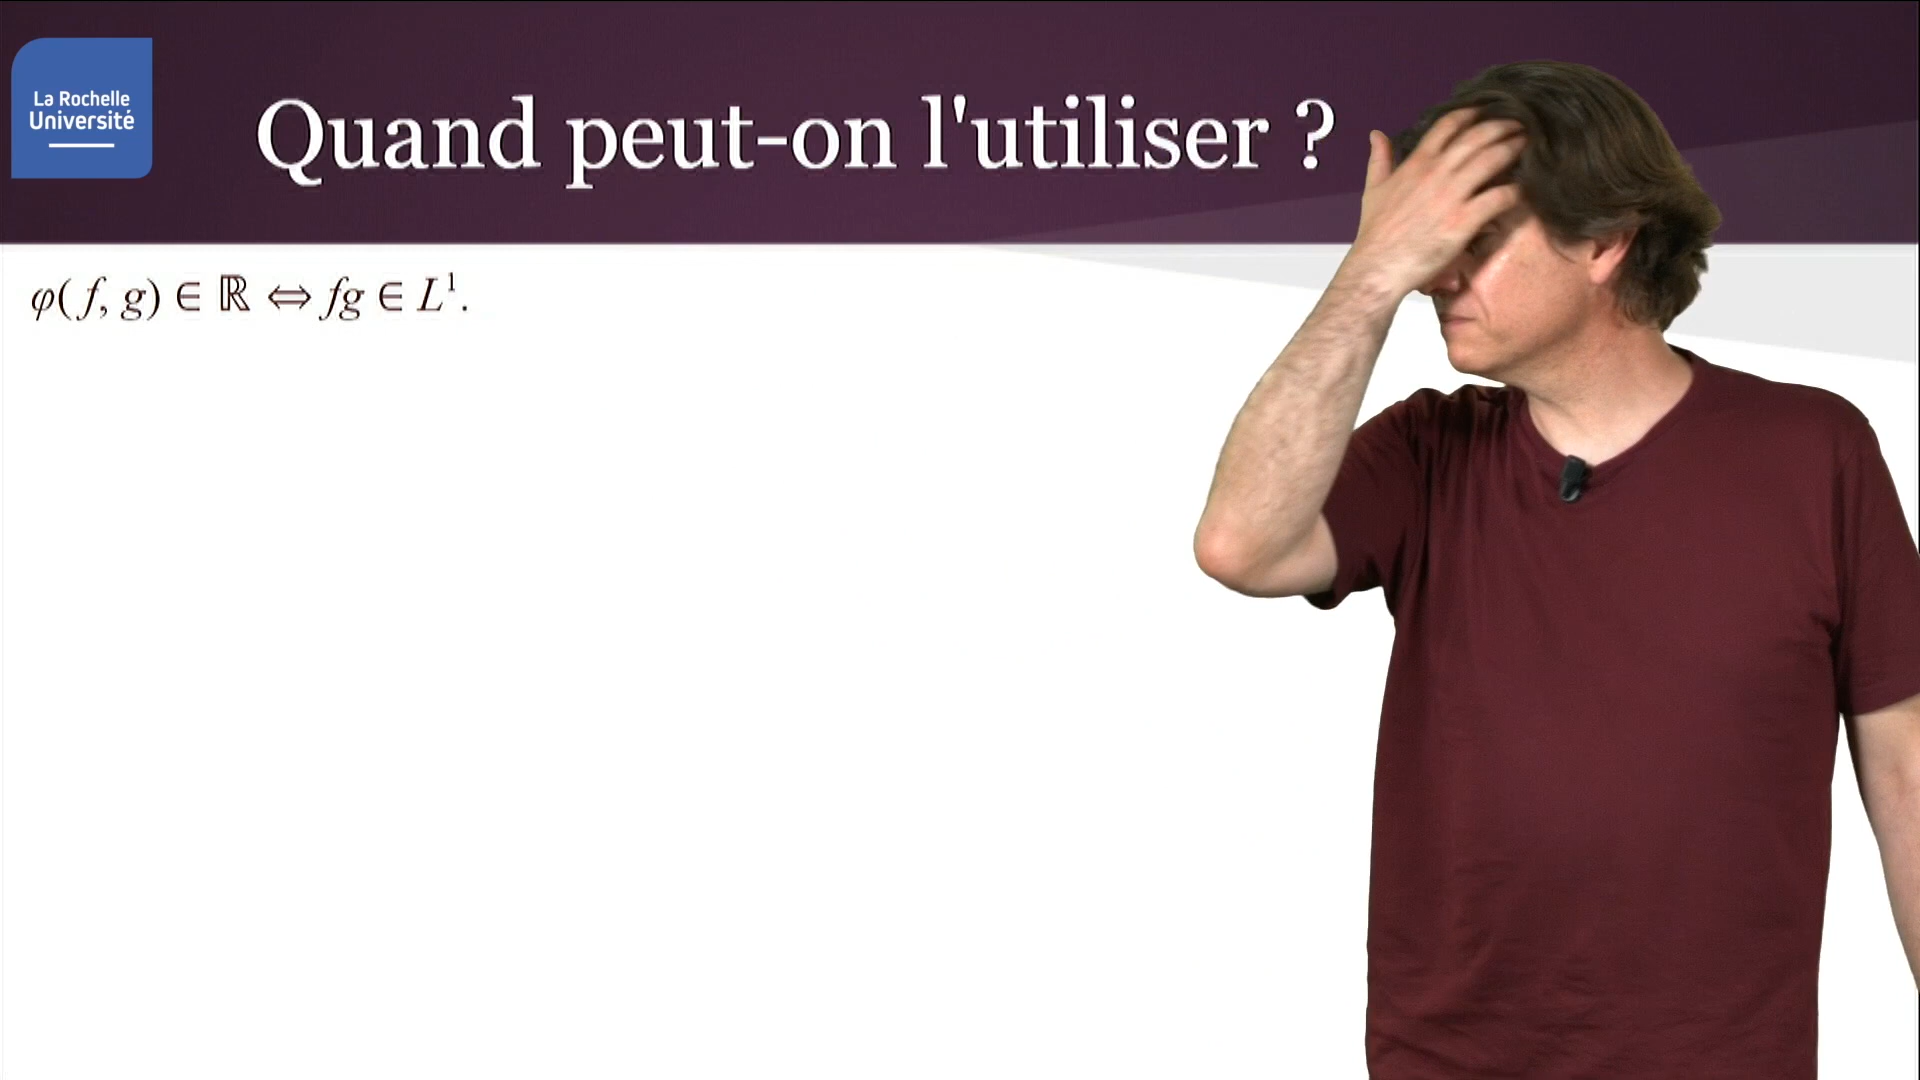 La Rochelle
Université
Quand peut-on l'utiliser ?
φ( f, g) ∈ ℝ ⇔ fg ∈ L¹.